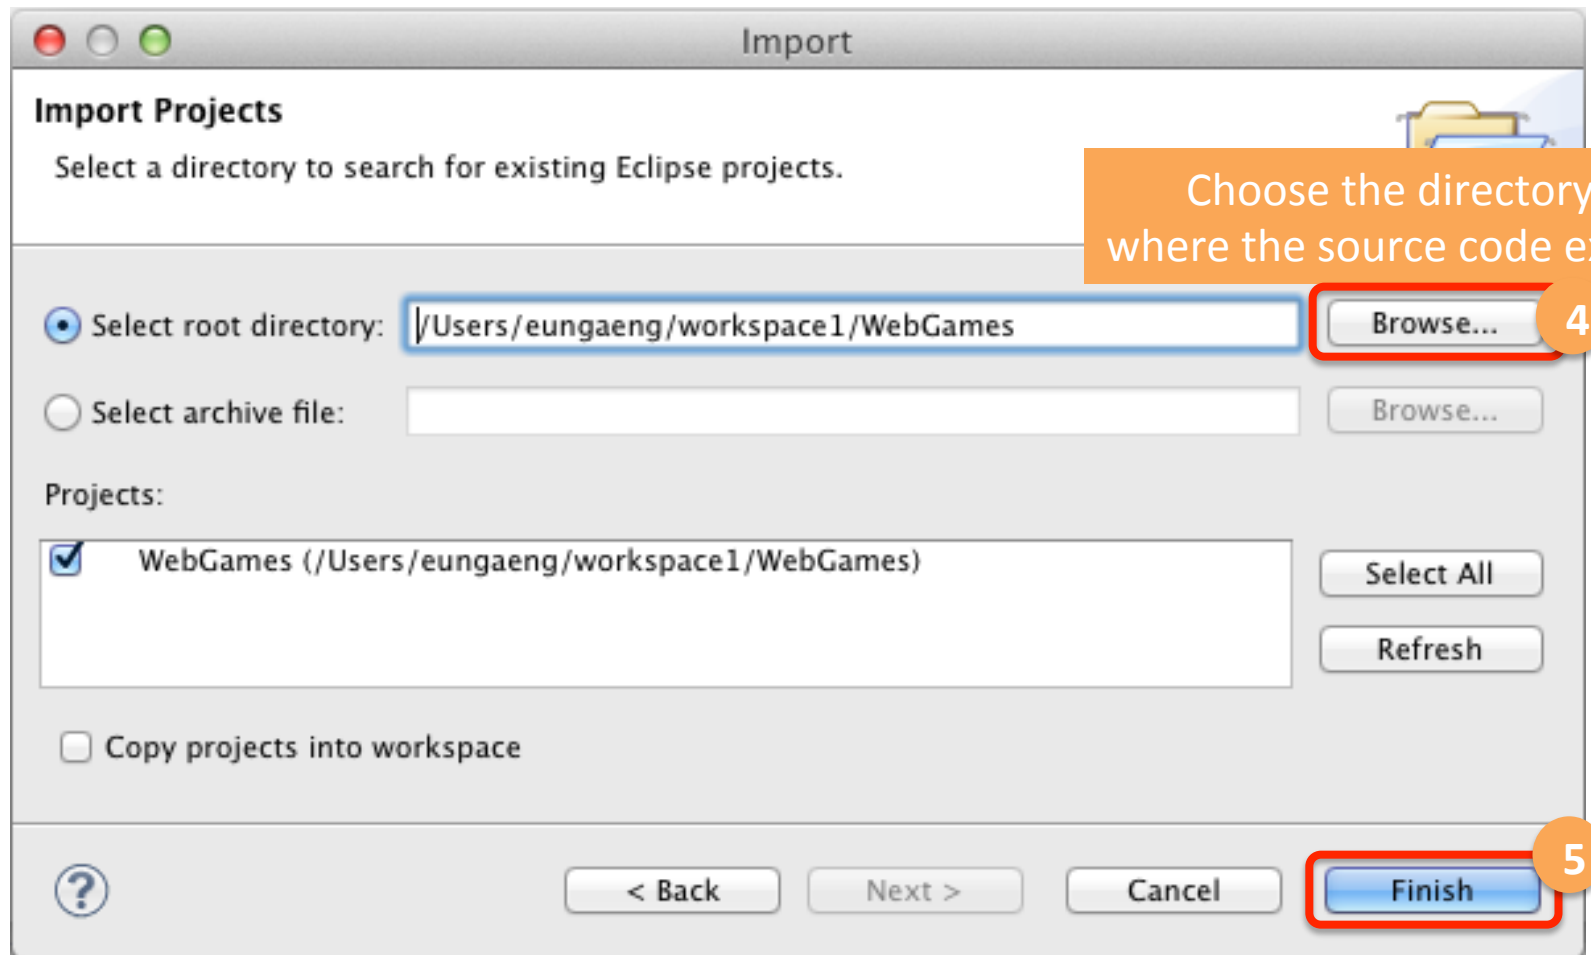 Import
Import Projects
Select a directory to search for existing Eclipse projects.
Choose the directory
where the source code
Select root directory: /Users/eungaeng/workspace1/WebGames Browse... 4
Select archive file: Browse...
Projects:
WebGames (/Users/eungaeng/workspace1/WebGames)
Select All
Refresh
Copy projects into workspace
? < Back Next > Cancel Finish 5